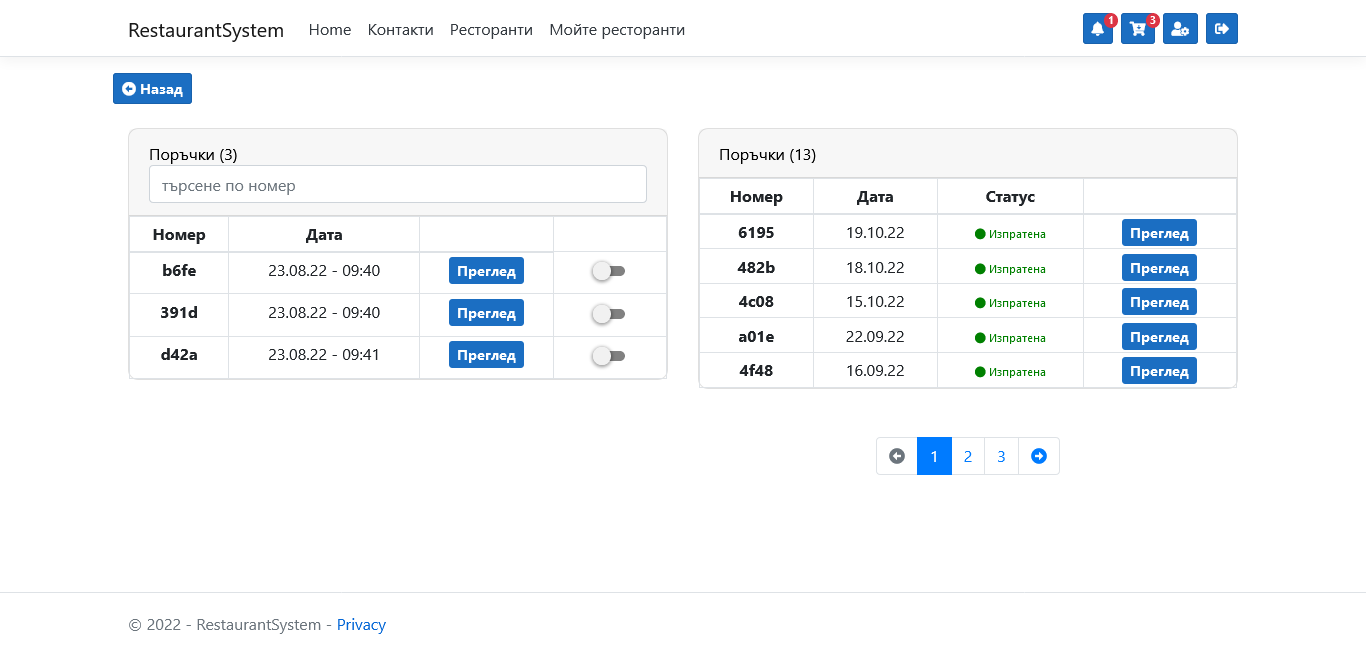 RestaurantSystem Home Контакти Ресторанти Мойте ресторанти 1 3
Назад
Поръчки (3)
търсене по номер
Номер Дата
b6fe 23.08.22 - 09:40 Преглед
391d 23.08.22 - 09:40 Преглед
d42a 23.08.22 - 09:41 Преглед
Поръчки (13)
Номер Дата Статус
6195 19.10.22 Изпратена Преглед
482b 18.10.22 Изпратена Преглед
4c08 15.10.22 Изпратена Преглед
a01e 22.09.22 Изпратена Преглед
4f48 16.09.22 Изпратена Преглед
1 2 3
© 2022 - RestaurantSystem - Privacy